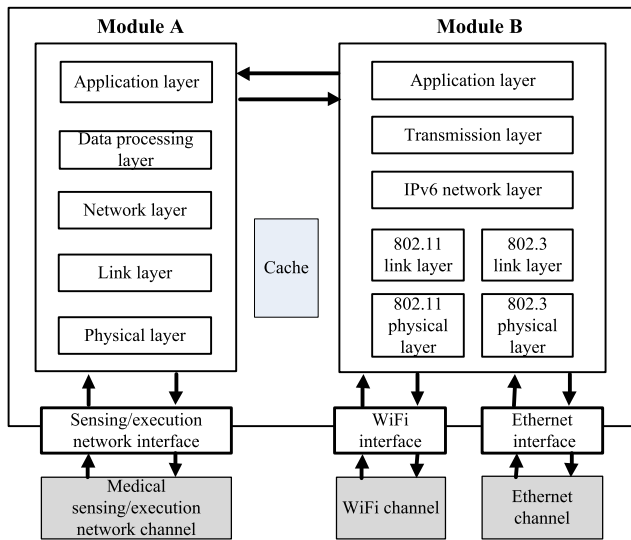 Module A
Module B
Application layer
Data processing
layer
Network layer
Link layer
Physical layer
Cache
Application layer
Transmission layer
IPv6 network layer
802.11
link layer
802.3
link layer
802.11
physical
layer
802.3
physical
layer
Sensing/execution
network interface
WiFi
interface
Ethernet
interface
Medical
sensing/execution
network channel
WiFi channel
Ethernet
channel